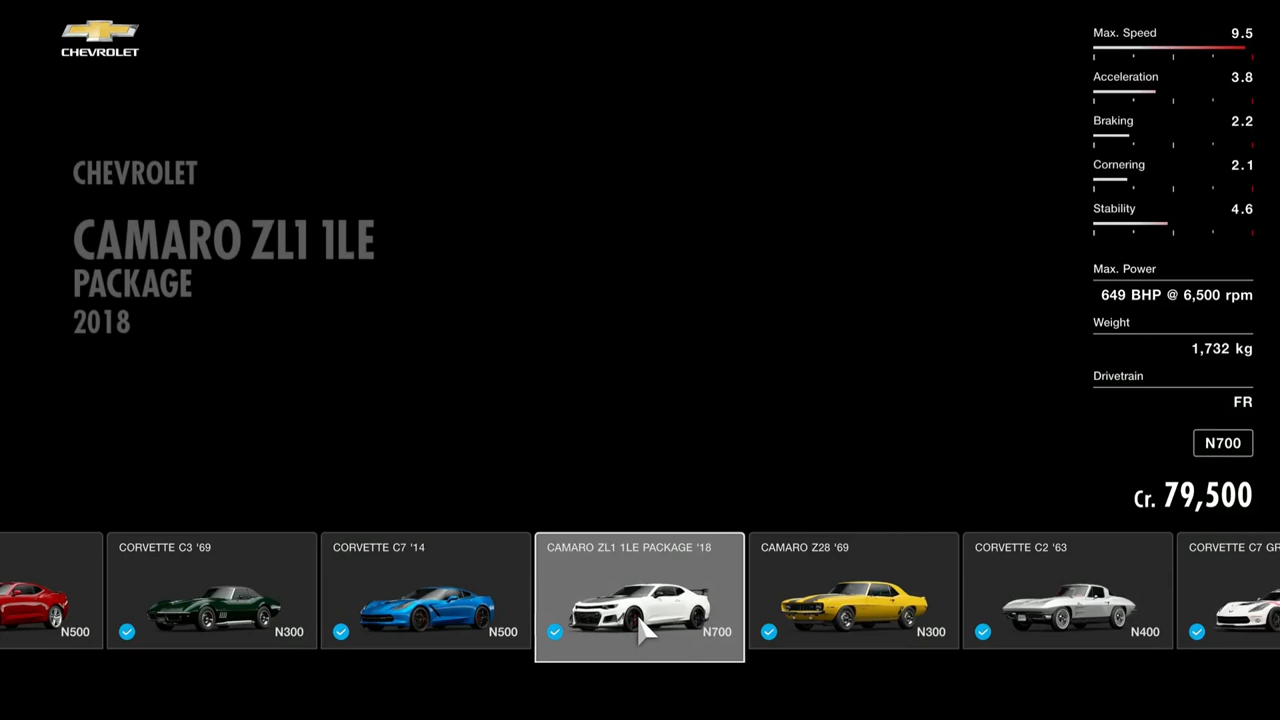 CHEVROLET
CHEVROLET
CAMARO ZL1 1LE
PACKAGE
2018
Max. Speed 9.5
Acceleration 3.8
Braking 2.2
Cornering 2.1
Stability 4.6
Max. Power
649 BHP @ 6,500 rpm
Weight
1,732 kg
Drivetrain
FR
N700
Cr. 79,500
N500
CORVETTE C3 '69
N300
CORVETTE C7 '14
N500
CAMARO ZL1 1LE PACKAGE '18
N700
CAMARO Z28 '69
N300
CORVETTE C2 '63
N400
CORVETTE C7 GR